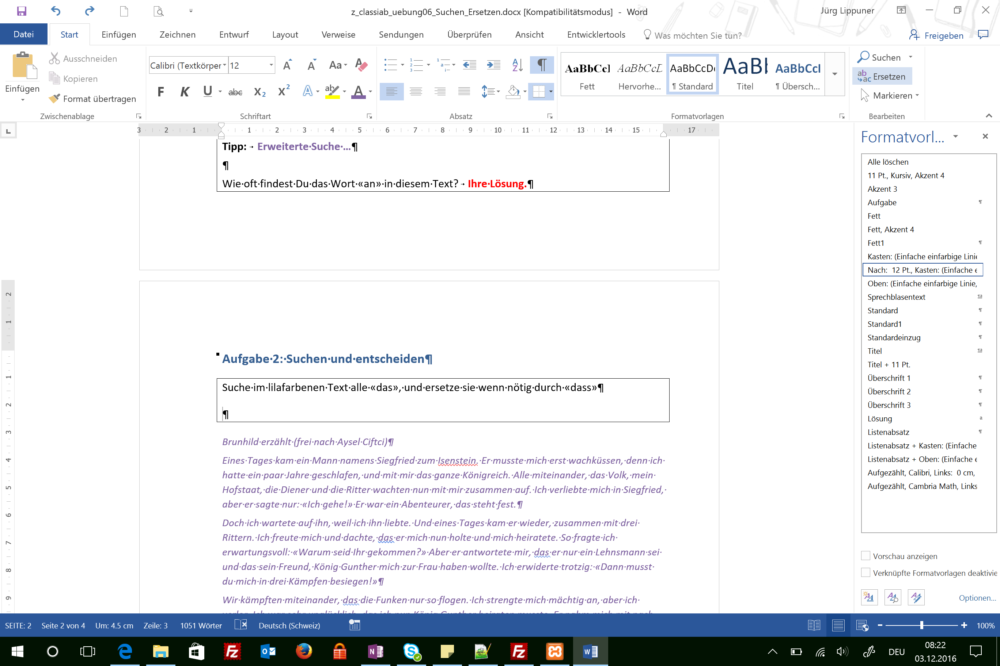 z_classiab_uebung06_Suchen_Ersetzen.docx [Kompatibilitätsmodus] - Word
Jürg Lippuner
Datei Start Einfügen Zeichnen Entwurf Layout Verweise Sendungen Überprüfen Ansicht Entwicklertools Was möchten Sie tun? Freigeben
Einfügen
Ausschneiden
Kopieren
Format übertragen
Zwischenablage
Calibri (Textkörper 12
Schriftart
Absatz
AaBbCcI AaBbCcL AaBbCcD AaBl AaBbCcI
Fett Hervorhe... ¶ Standard Titel ¶ Übersch...
Formatvorlagen
Suchen
Ersetzen
Markieren
Bearbeiten
3 2 1 1 2 3 4 5 6 7 8 9 10 11 12 13 14 15 17
Tipp:→ Erweiterte·Suche·...¶
¶
Wie·oft·findest·Du·das·Wort·«an»·in·diesem·Text?→Ihre·Lösung.¶
Aufgabe·2:·Suchen·und·entscheiden¶
Suche·im·lilafarbenen·Text·alle·«das»,·und·ersetze·sie·wenn·nötig·durch·«dass»¶
¶
Brunhild·erzählt·(frei·nach·Aysel·Ciftci)¶
Eines·Tages·kam·ein·Mann·namens·Siegfried·zum·Isenstein.·Er·musste·mich·erst·wachküssen,·denn·ich·
hatte·ein·paar·Jahre·geschlafen,·und·mit·mir·das·ganze·Königreich.·Alle·miteinander,·das·Volk,·mein·
Hofstaat,·die·Diener·und·die·Ritter·wachten·nun·mit·mir·zusammen·auf.·Ich·verliebte·mich·in·Siegfried,·
aber·er·sagte·nur:·«Ich·gehe!»·Er·war·ein·Abenteurer,·das·steht·fest.¶
Doch·ich·wartete·auf·ihn,·weil·ich·ihn·liebte.·Und·eines·Tages·kam·er·wieder,·zusammen·mit·drei·
Rittern.·Ich·freute·mich·und·dachte,·das·er·mich·nun·holte·und·mich·heiratete.·So·fragte·ich·
erwartungsvoll:·«Warum·seid·Ihr·gekommen?»·Aber·er·antwortete·mir,·das·er·nur·ein·Lehnsmann·sei·
und·das·sein·Freund,·König·Gunther·mich·zur·Frau·haben·wollte.·Ich·erwiderte·trotzig:·«Dann·musst·
du·mich·in·drei·Kämpfen·besiegen!»¶
Wir·kämpften·miteinander,·das·die·Funken·nur·so·flogen.·Ich·strengte·mich·mächtig·an,·aber·ich·
Formatvorl...
Alle löschen
11 Pt., Kursiv, Akzent 4
Akzent 3
Aufgabe
Fett
Fett, Akzent 4
Fett1
Kasten: (Einfache einfarbige Linie
Nach: 12 Pt., Kasten: (Einfache e
Oben: (Einfache einfarbige Linie,
Sprechblasentext
Standard
Standard1
Standardeinzug
Titel
Titel + 11 Pt.
Überschrift 1
Überschrift 2
Überschrift 3
Lösung
Listenabsatz
Listenabsatz + Kasten: (Einfache
Listenabsatz + Oben: (Einfache e
Aufgezählt, Calibri, Links: 0 cm,
Aufgezählt, Cambria Math, Links
Vorschau anzeigen
Verknüpfte Formatvorlagen deaktivie
Optionen...
SEITE: 2 Seite 2 von 4 Um: 4.5 cm Zeile: 3 1051 Wörter Deutsch (Schweiz) 100%
DEU
08:22
03.12.2016